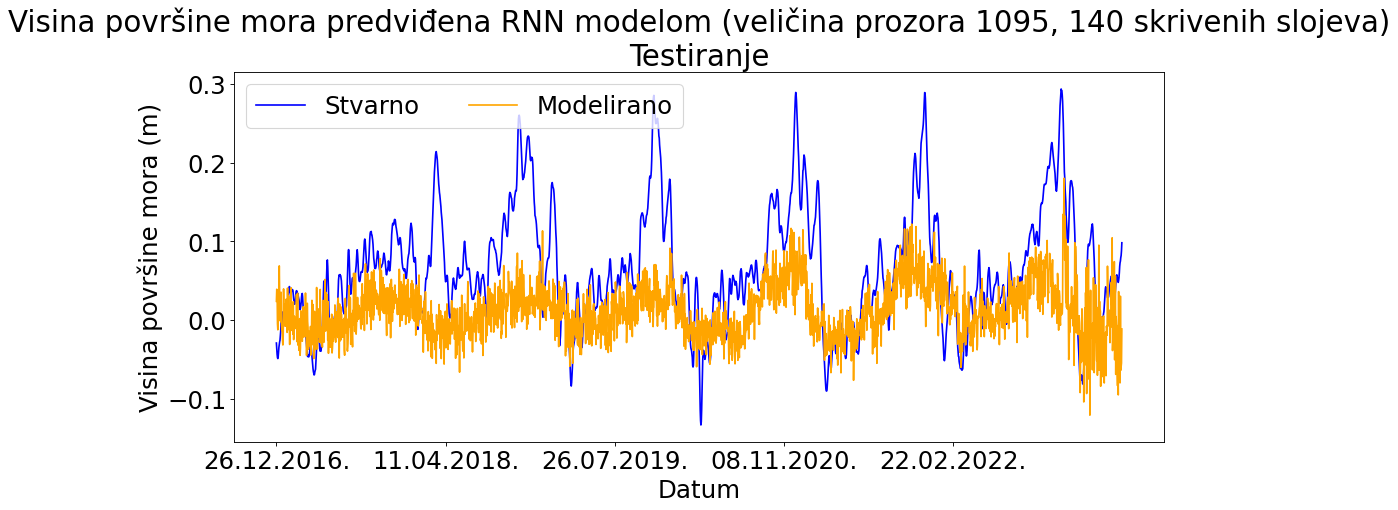 Visina površine mora predviđena RNN modelom (veličina prozora 1095, 140 skrivenih slojeva)
Testiranje
Stvarno
Modelirano
Visina površine mora (m)
0.3
0.2
0.1
0.0
−0.1
26.12.2016.
11.04.2018.
26.07.2019.
08.11.2020.
22.02.2022.
Datum